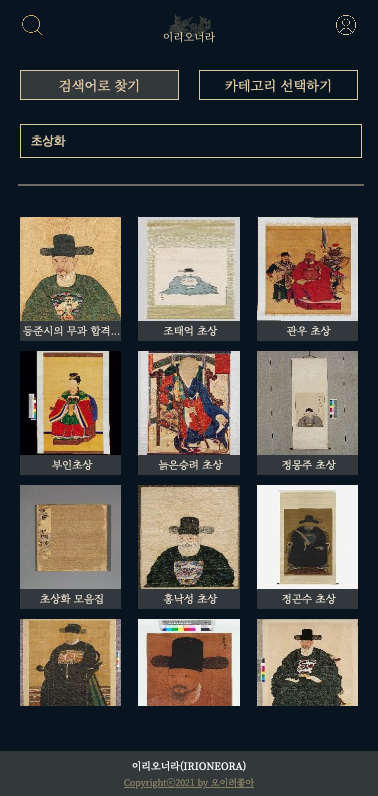 이리오너라
검색어로 찾기
카테고리 선택하기
초상화
등준시의 무과 합격...
조태억 초상
관우 초상
부인초상
늙은승려 초상
정몽주 초상
초상화 모음집
홍낙성 초상
정곤수 초상
이리오너라(IRIONEORA)
Copyrightⓒ2021 by 오이려좋아